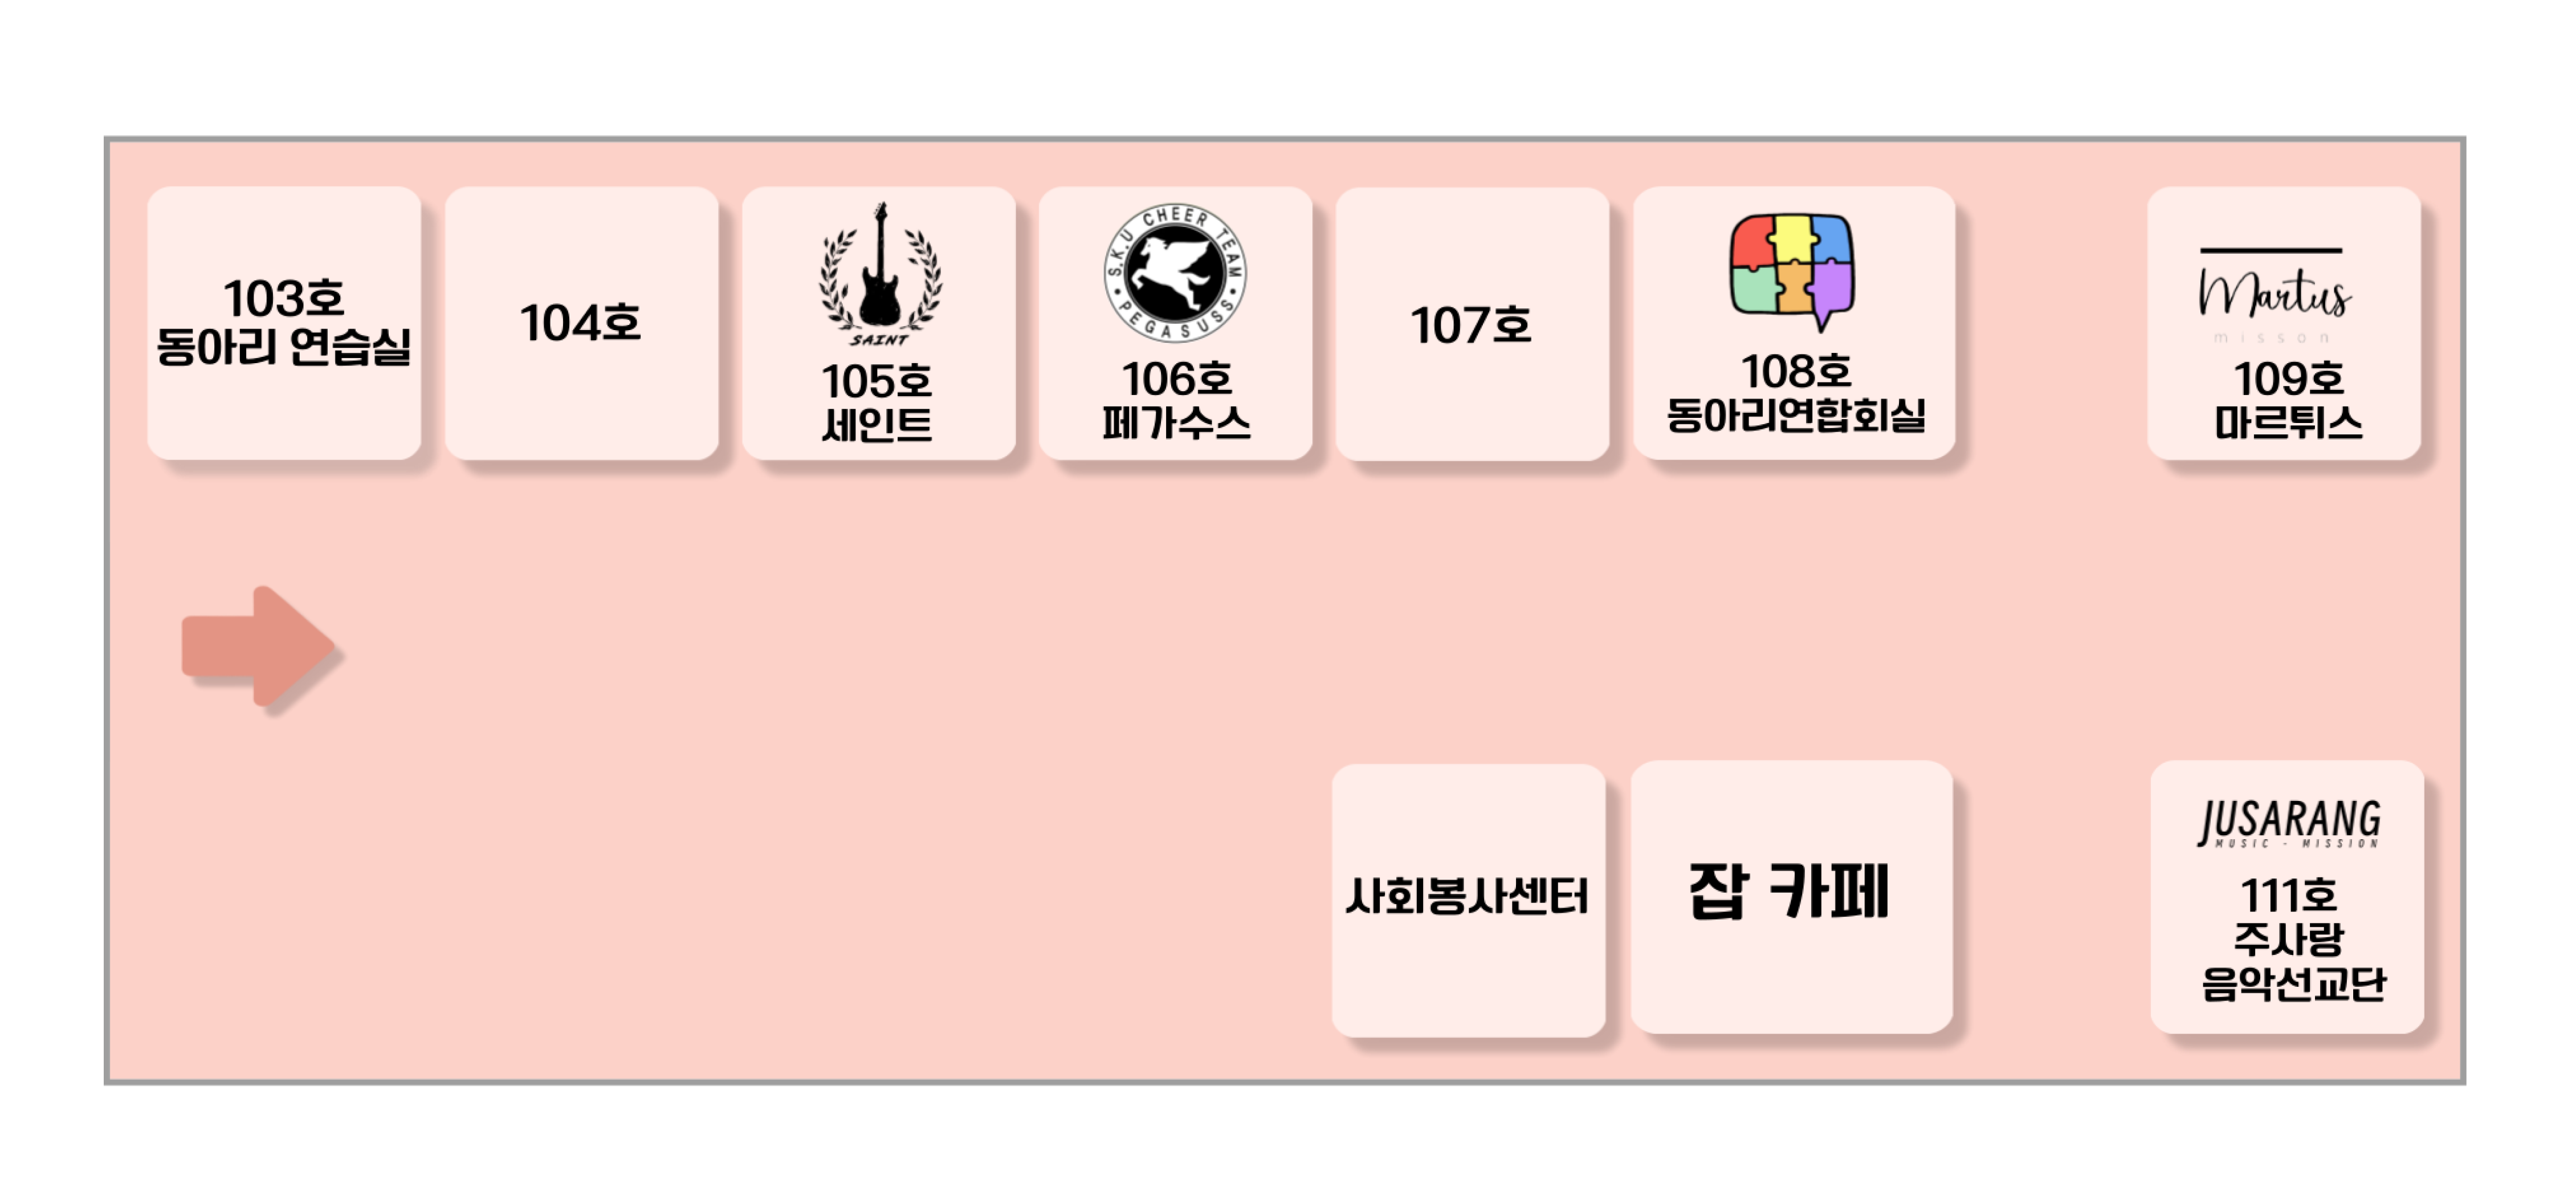 103호
동아리 연습실
104호
SAINT
105호
세인트
S.K.U CHEER TEAM
• PEGASUSS •
106호
페가수스
107호
108호
동아리연합회실
Martus
misson
109호
마르튀스
사회봉사센터
잡 카페
JUSARANG
MUSIC - MISSION
111호
주사랑
음악선교단